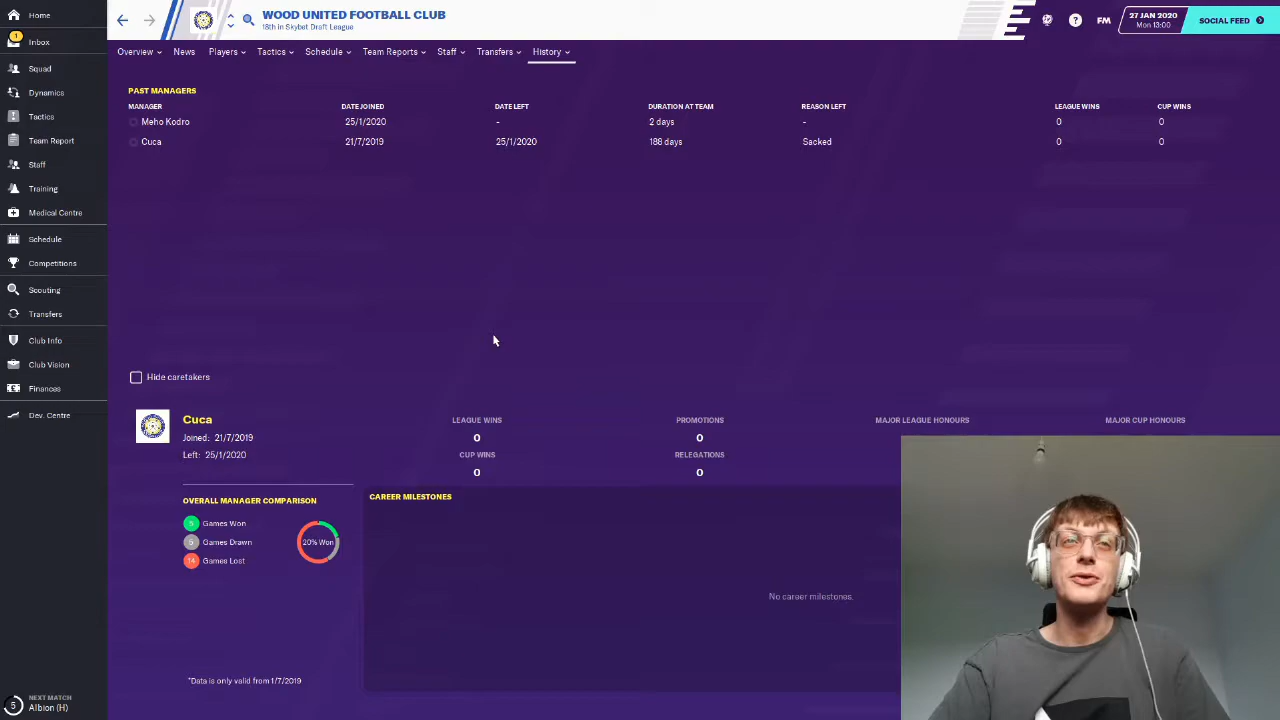 WOOD UNITED FOOTBALL CLUB
18th in Skybet Draft League
FM
27 JAN 2020
Mon 13:00
SOCIAL FEED
1
Inbox
Squad
Dynamics
Tactics
Team Report
Staff
Training
Medical Centre
Schedule
Competitions
Scouting
Transfers
Club Info
Club Vision
Finances
Dev. Centre
NEXT MATCH
Albion (H)
5
Overview News Players Tactics Schedule Team Reports Staff Transfers History
PAST MANAGERS
MANAGER DATE JOINED DATE LEFT DURATION AT TEAM REASON LEFT LEAGUE WINS CUP WINS
Meho Kodro 25/1/2020 - 2 days - 0 0
Cuca 21/7/2019 25/1/2020 188 days Sacked 0 0
Hide caretakers
Cuca
Joined: 21/7/2019
Left: 25/1/2020
LEAGUE WINS PROMOTIONS MAJOR LEAGUE HONOURS MAJOR CUP HONOURS
0 0
CUP WINS RELEGATIONS
0 0
OVERALL MANAGER COMPARISON
5 Games Won
5 Games Drawn
14 Games Lost
20% Won
*Data is only valid from 1/7/2019
CAREER MILESTONES
No career milestones.